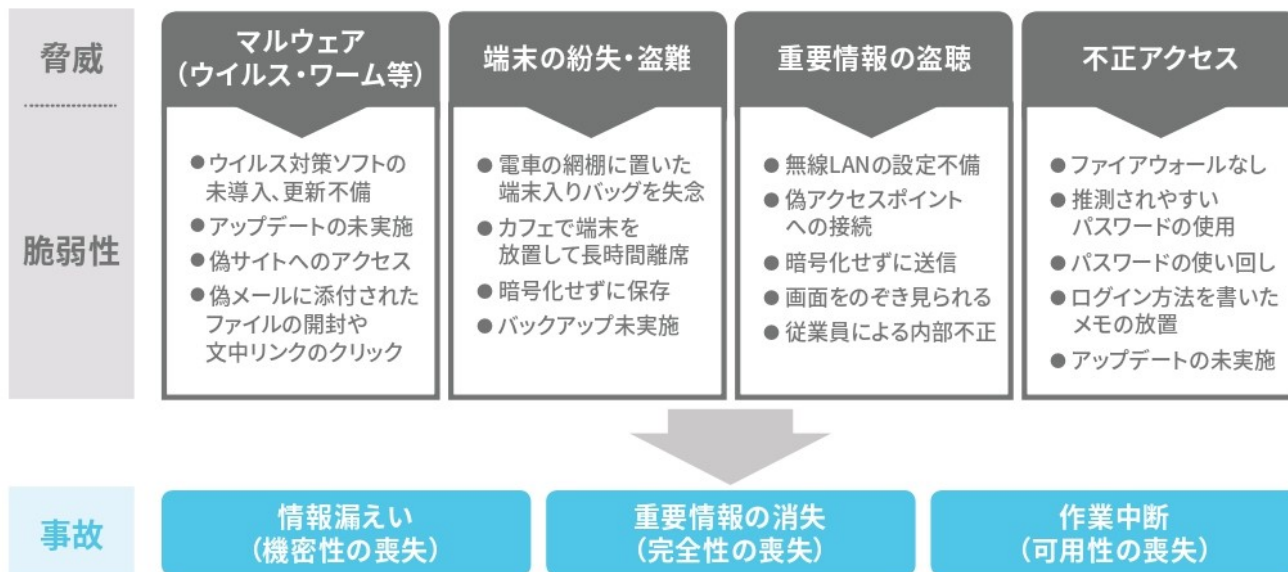 脅威
マルウェア
（ウイルス・ワーム等）
端末の紛失・盗難
重要情報の盗聴
不正アクセス
脆弱性
●ウイルス対策ソフトの
未導入、更新不備
●アップデートの未実施
●偽サイトへのアクセス
●偽メールに添付された
ファイルの開封や
文中リンクのクリック
●電車の網棚に置いた
端末入りバッグを失念
●カフェで端末を
放置して長時間離席
●暗号化せずに保存
●バックアップ未実施
●無線LANの設定不備
●偽アクセスポイント
への接続
●暗号化せずに送信
●画面をのぞき見られる
●従業員による内部不正
●ファイアウォールなし
●推測されやすい
パスワードの使用
●パスワードの使い回し
●ログイン方法を書いた
メモの放置
●アップデートの未実施
事故
情報漏えい
（機密性の喪失）
重要情報の消失
（完全性の喪失）
作業中断
（可用性の喪失）